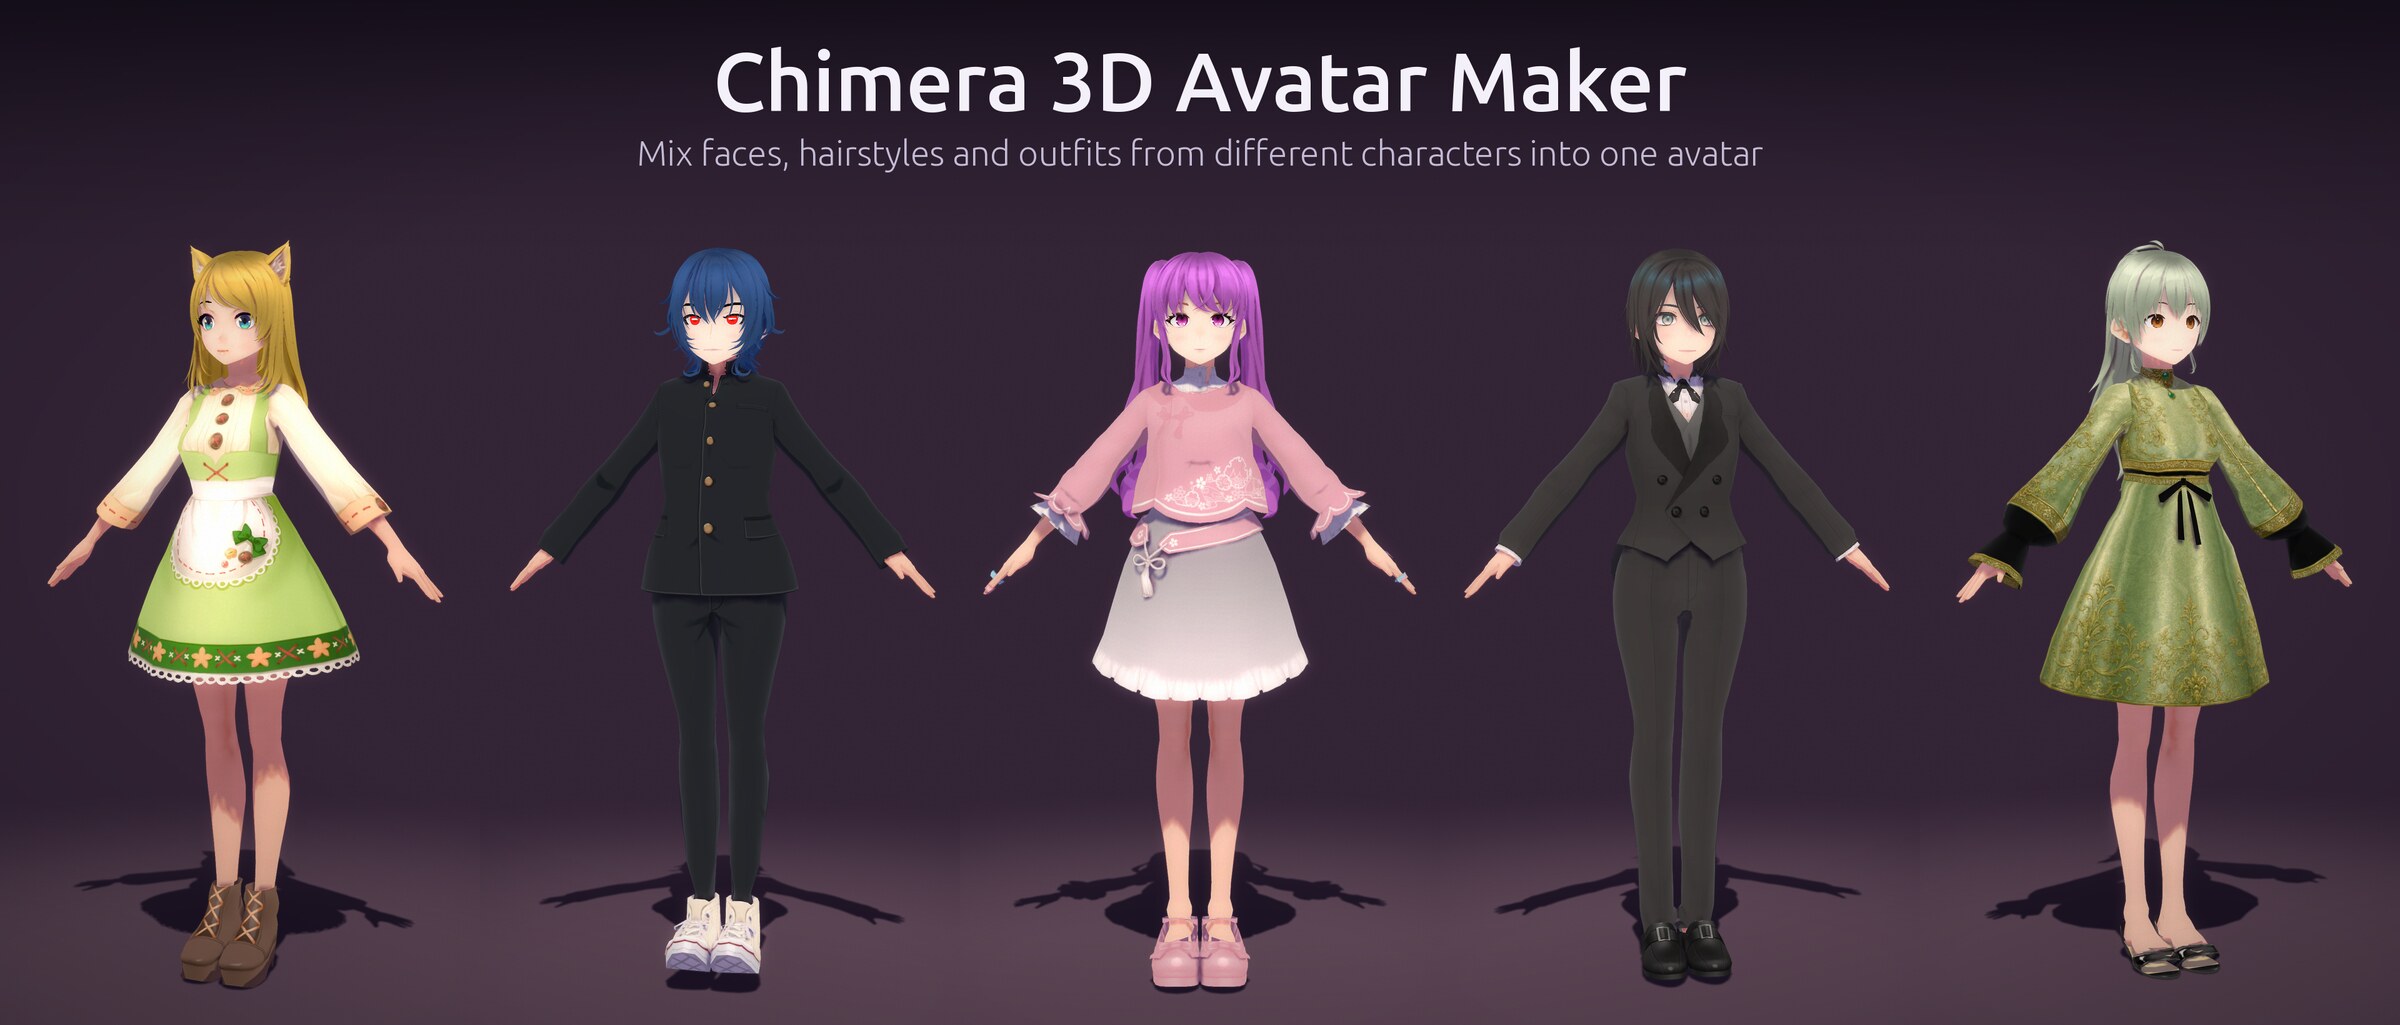 Chimera 3D Avatar Maker
Mix faces, hairstyles and outfits from different characters into one avatar